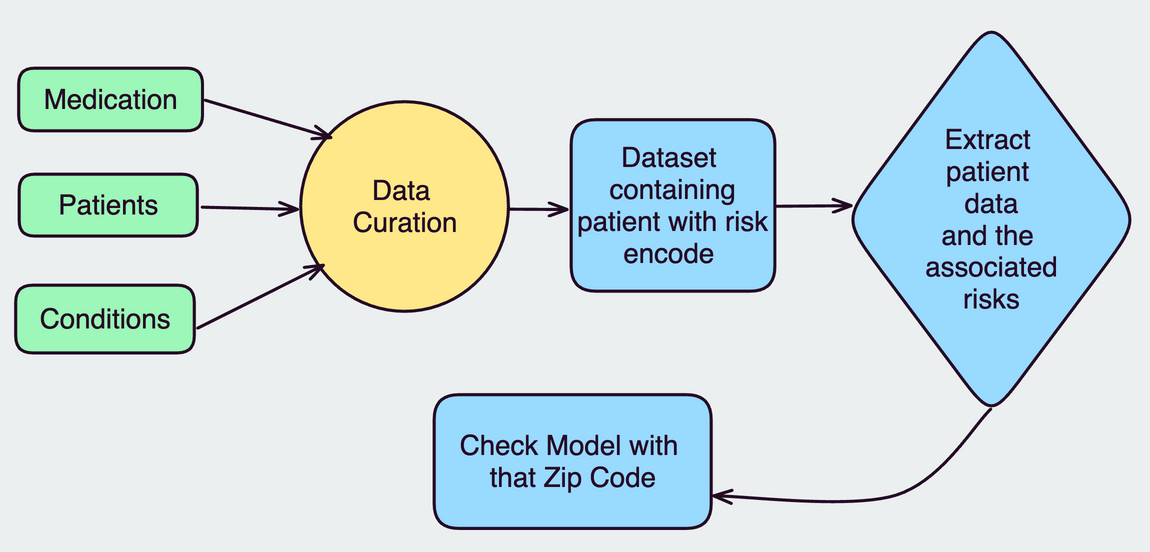 Medication
Patients
Conditions
Data
Curation
Dataset
containing
patient with risk
encode
Extract
patient
data
and the
associated
risks
Check Model with
that Zip Code